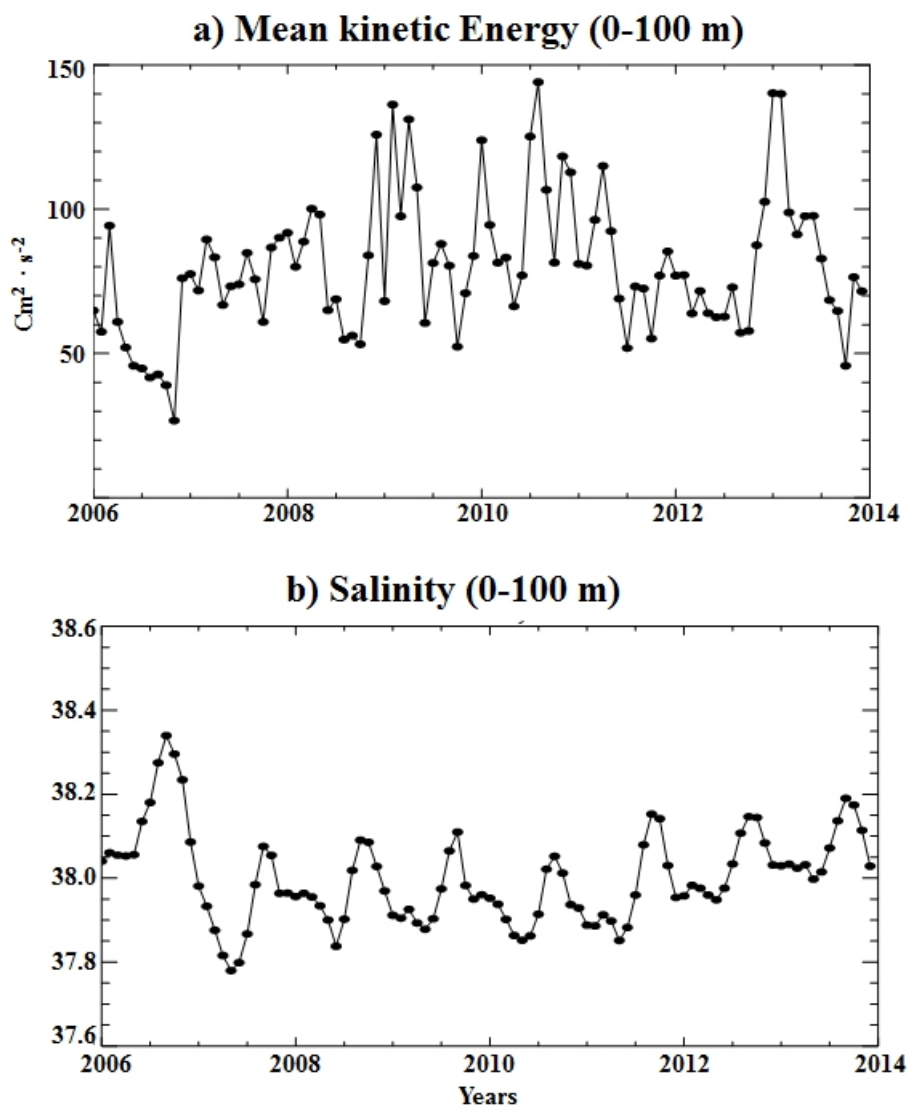 a) Mean kinetic Energy (0-100 m)
150
100
50
Cm² · s⁻²
2006 2008 2010 2012 2014
b) Salinity (0-100 m)
38.6
38.4
38.2
38.0
37.8
37.6
2006 2008 2010 2012 2014
Years